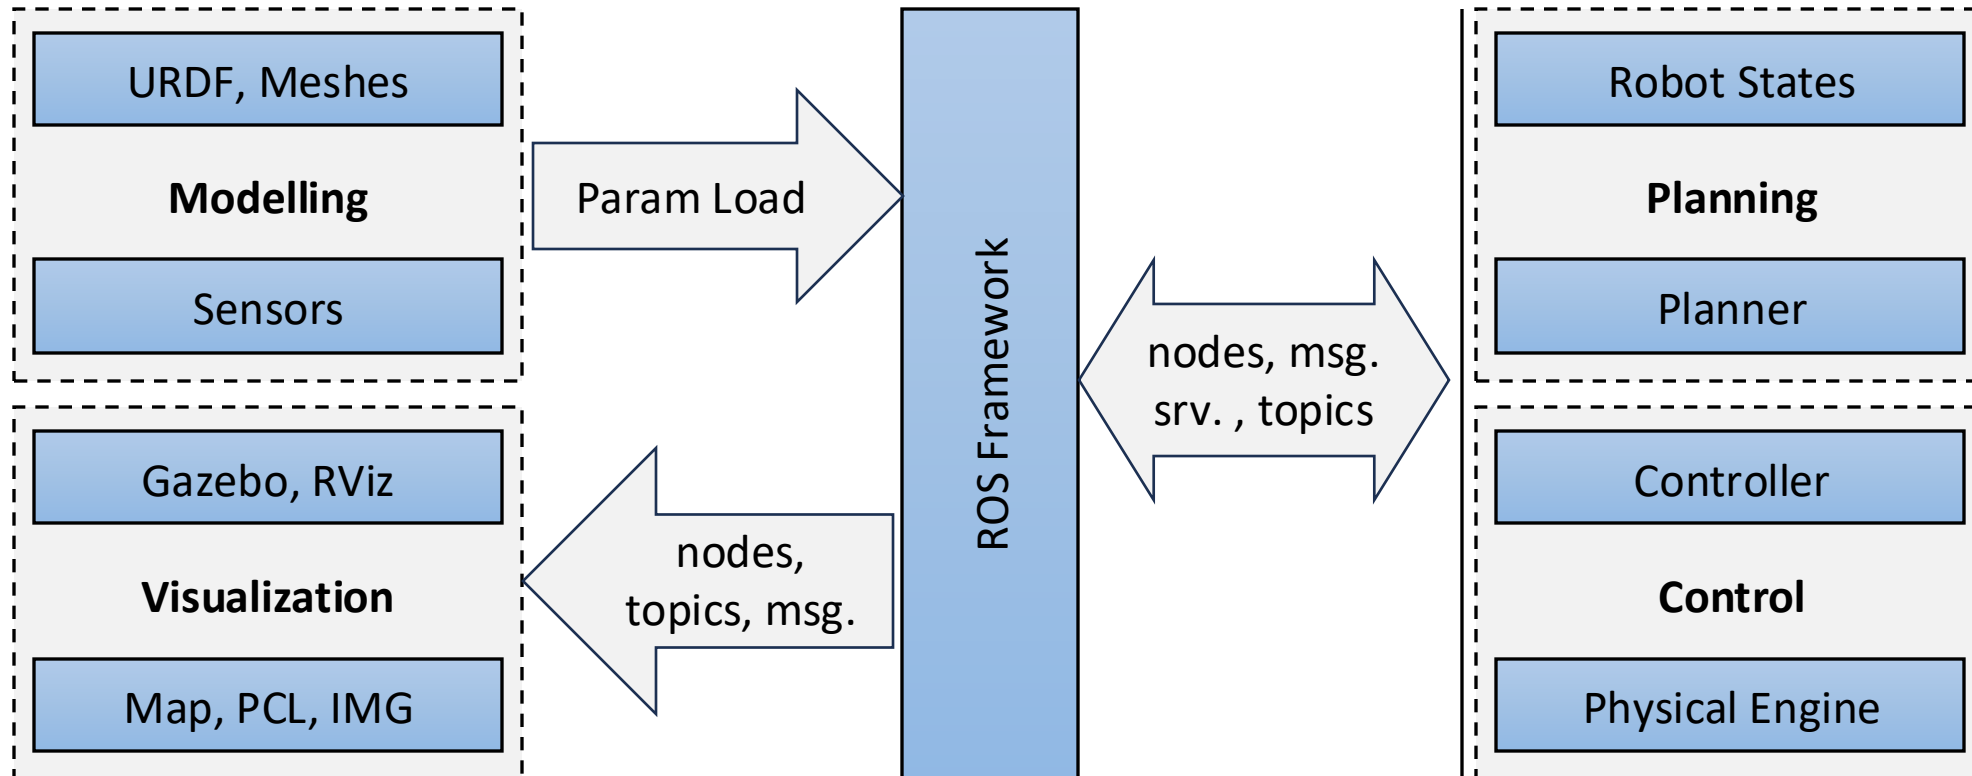 URDF, Meshes
Modelling
Sensors
Param Load
Gazebo, RViz
Visualization
Map, PCL, IMG
nodes,
topics, msg.
ROS Framework
nodes, msg.
srv. , topics
Robot States
Planning
Planner
Controller
Control
Physical Engine